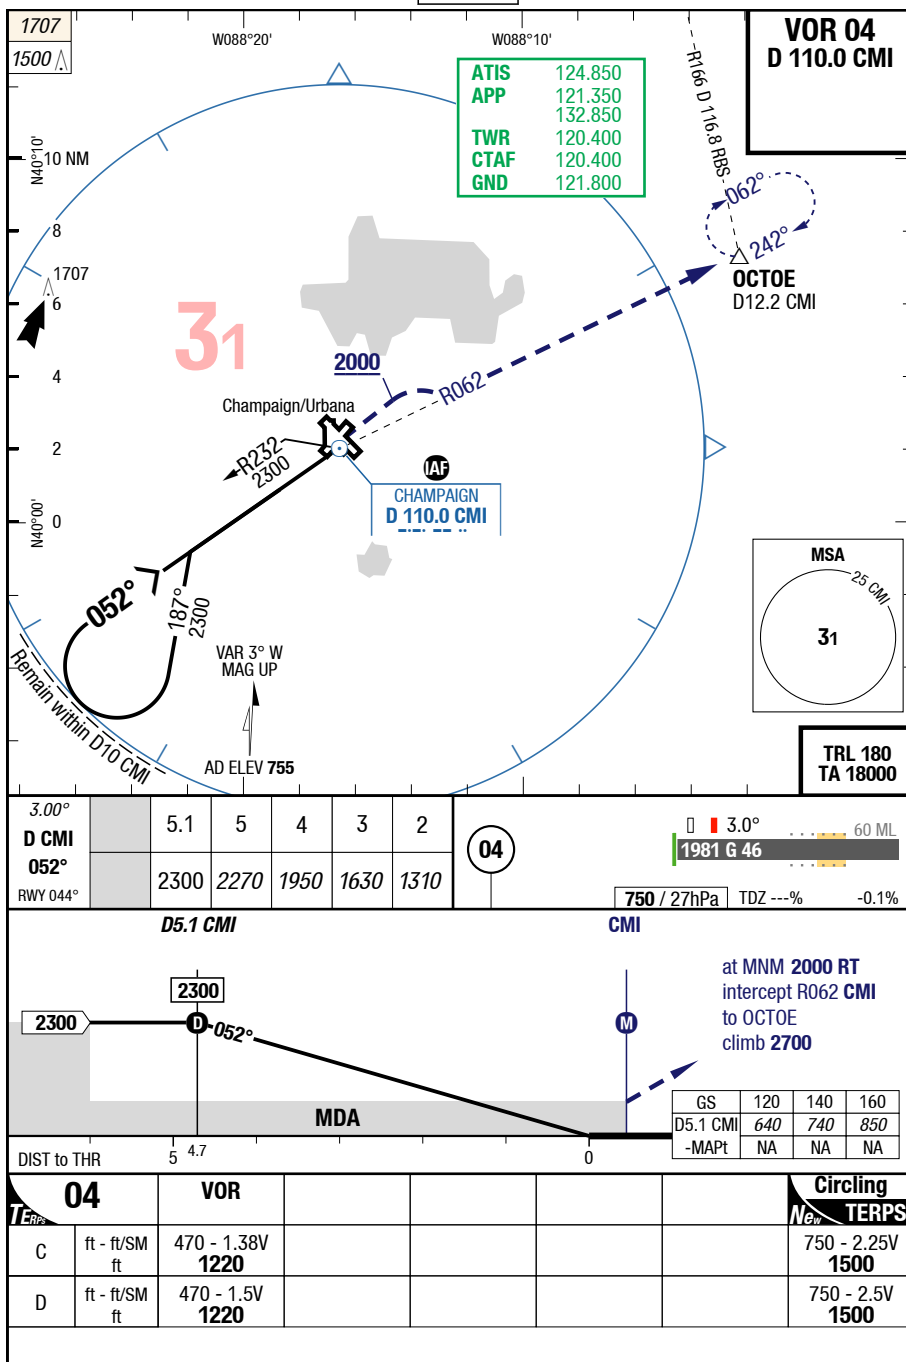 1707
1500
W088°20'
W088°10'
VOR 04
D 110.0 CMI
ATIS 124.850
APP 121.350
132.850
TWR 120.400
CTAF 120.400
GND 121.800
R166 D 116.8 RBS
N40°10'
10 NM
8
1707
6
4
2
N40°00'
0
062°
242°
OCTOE
D12.2 CMI
31
2000
R062
Champaign/Urbana
R232
2300
IAF
CHAMPAIGN
D 110.0 CMI
052°
187°
2300
Remain within D10 CMI
VAR 3° W
MAG UP
AD ELEV 755
MSA
25 CMI
31
TRL 180
TA 18000
3.00°
D CMI
052°
RWY 044°
5.1 5 4 3 2
2300 2270 1950 1630 1310
04
3.0°
60 ML
1981 G 46
750 / 27hPa TDZ ---% -0.1%
D5.1 CMI
CMI
2300
2300
D
052°
M
at MNM 2000 RT
intercept R062 CMI
to OCTOE
climb 2700
MDA
GS 120 140 160
D5.1 CMI 640 740 850
-MAPt NA NA NA
DIST to THR 5 4.7 0
TERPS 04 VOR Circling
New TERPS
C ft - ft/SM 470 - 1.38V 750 - 2.25V
ft 1220 1500
D ft - ft/SM 470 - 1.5V 750 - 2.5V
ft 1220 1500